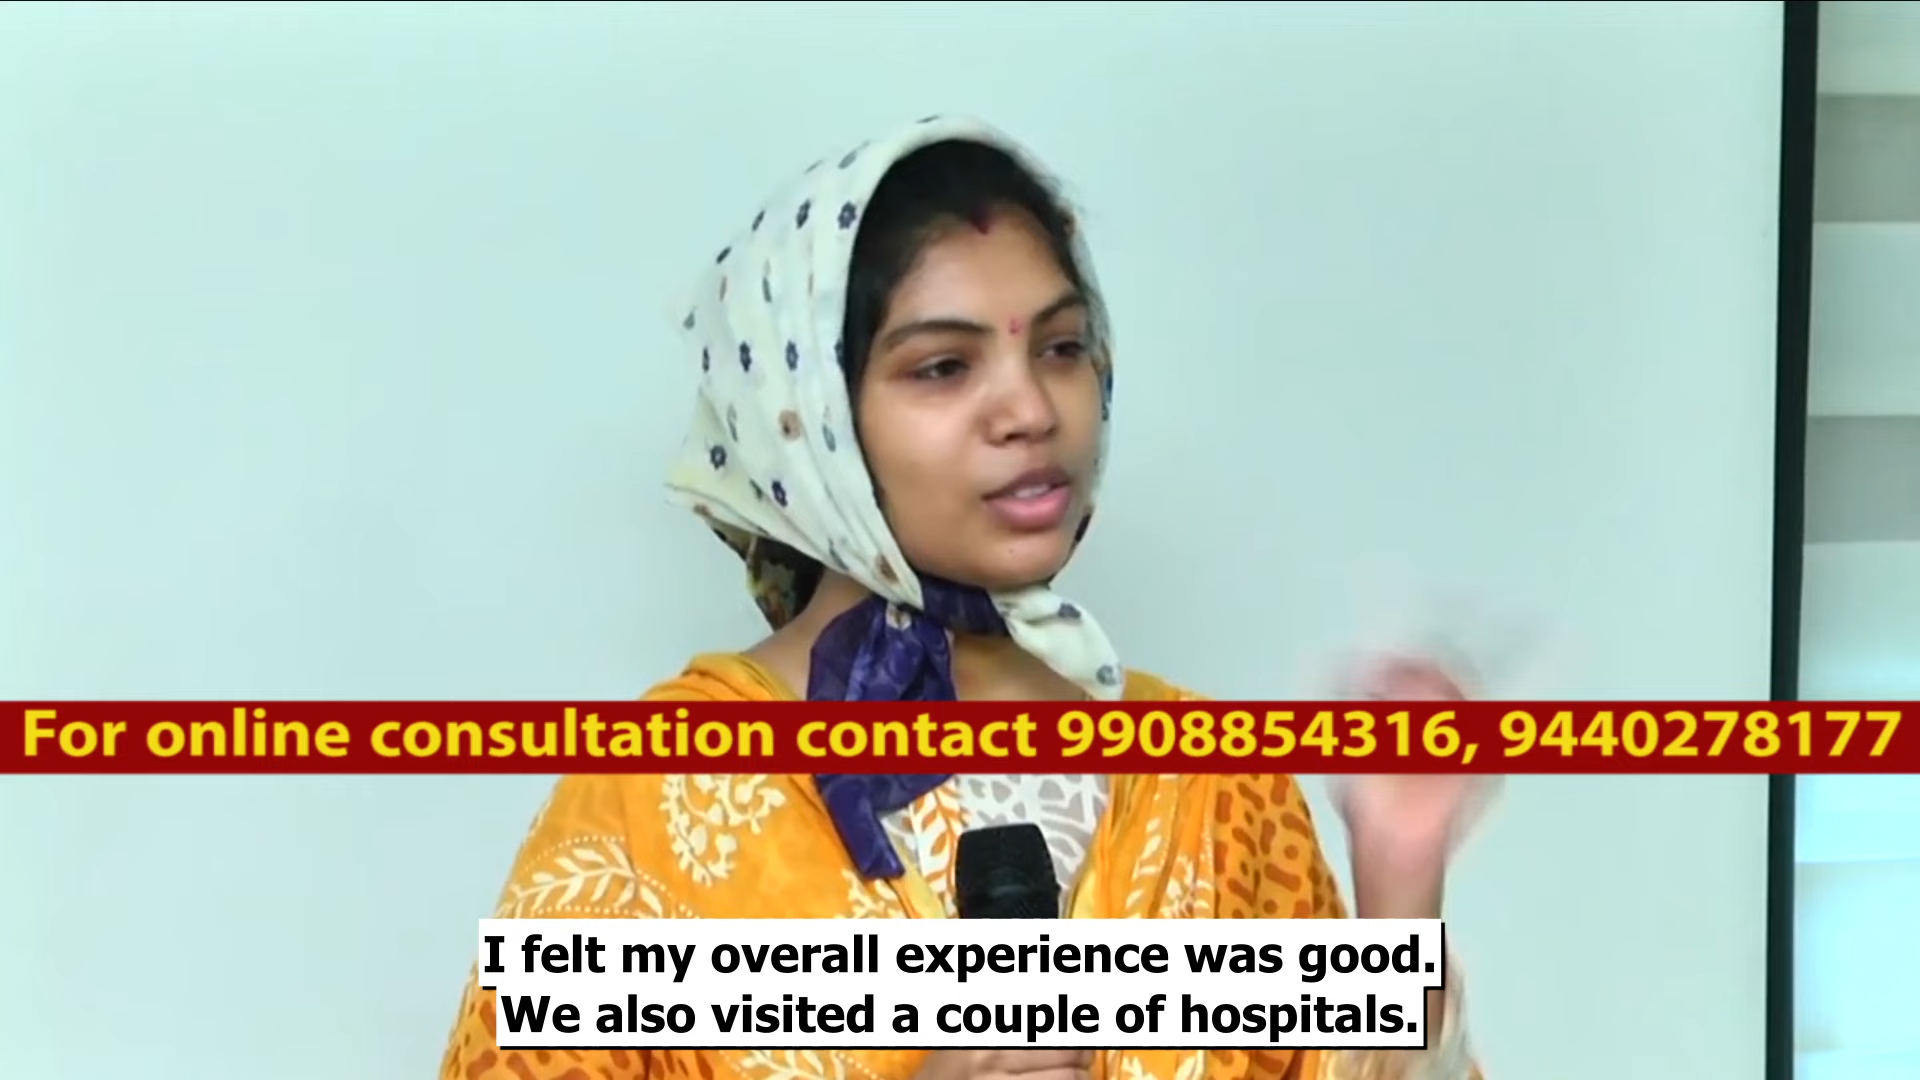 For online consultation contact 9908854316, 9440278177
I felt my overall experience was good.
We also visited a couple of hospitals.